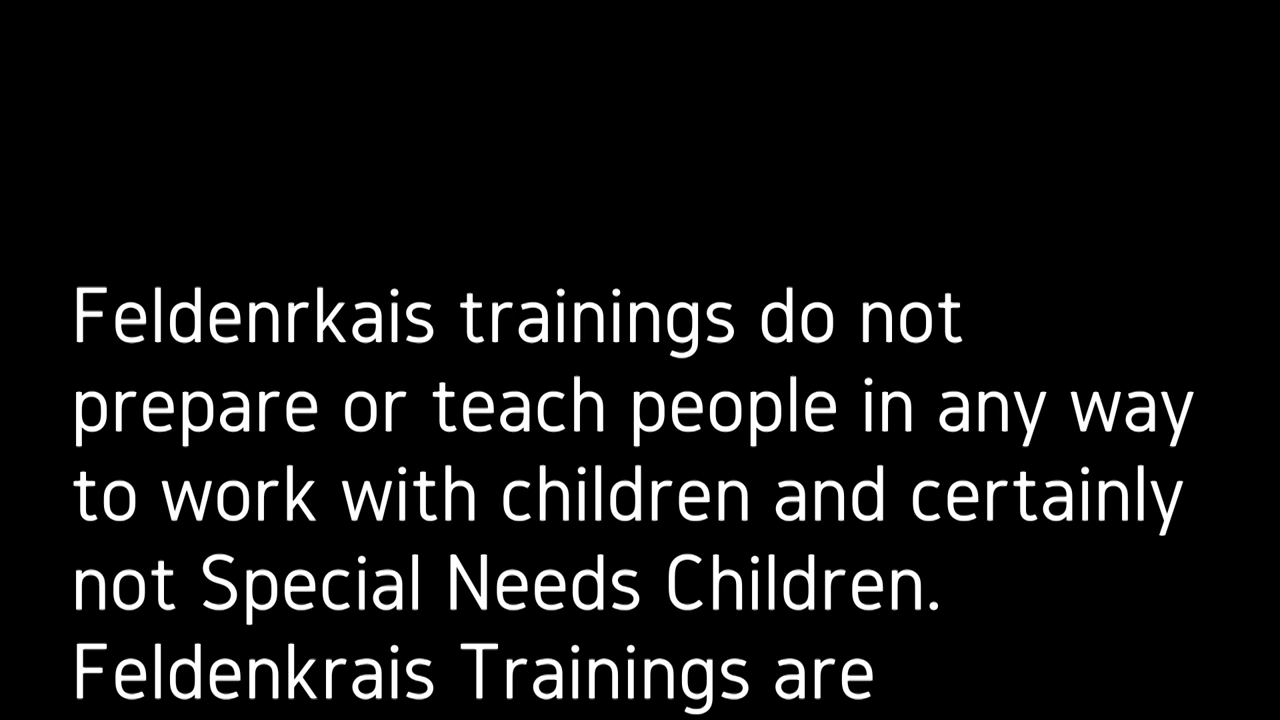 Feldenrkais trainings do not
prepare or teach people in any way
to work with children and certainly
not Special Needs Children.
Feldenkrais Trainings are